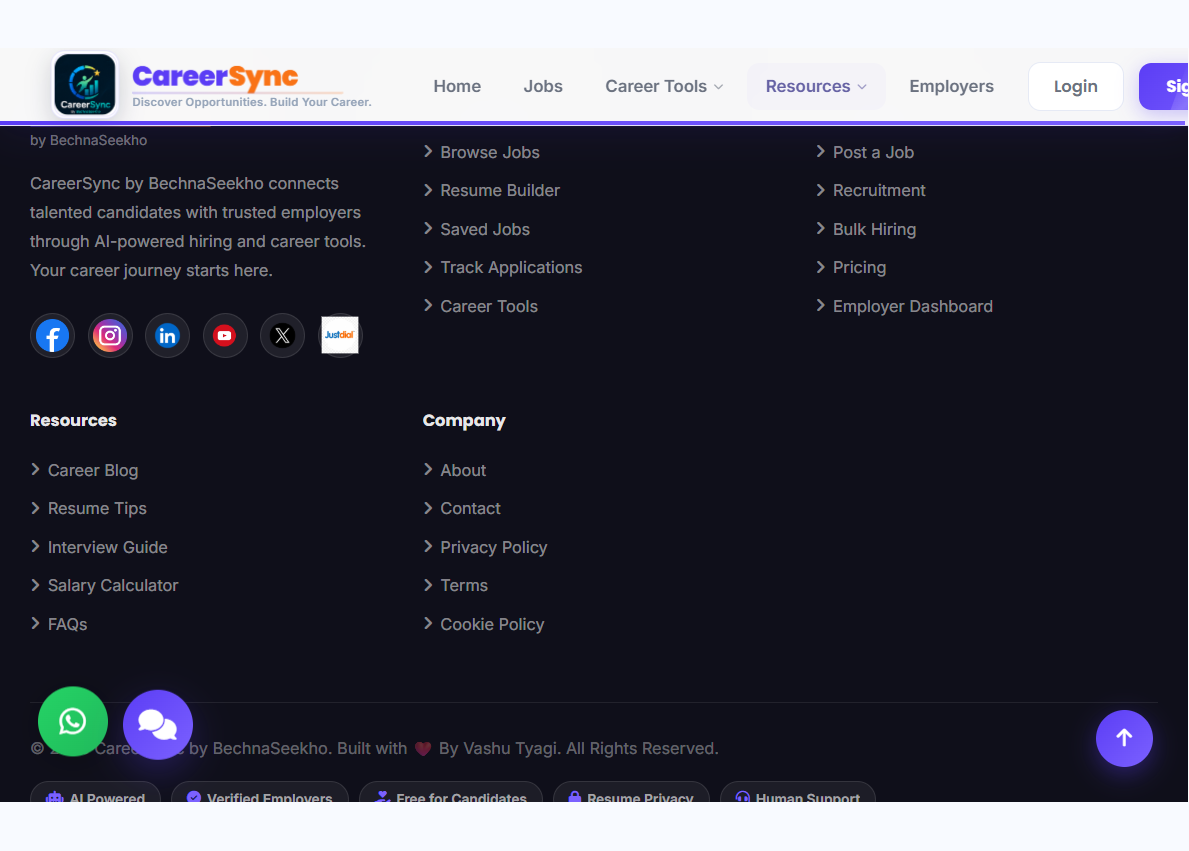 CareerSync
CareerSync
Discover Opportunities. Build Your Career.
Home
Jobs
Career Tools
Resources
Employers
Login
by BechnaSeekho
CareerSync by BechnaSeekho connects
talented candidates with trusted employers
through AI-powered hiring and career tools.
Your career journey starts here.
Justdial
Browse Jobs
Resume Builder
Saved Jobs
Track Applications
Career Tools
Post a Job
Recruitment
Bulk Hiring
Pricing
Employer Dashboard
Resources
Career Blog
Resume Tips
Interview Guide
Salary Calculator
FAQs
Company
About
Contact
Privacy Policy
Terms
Cookie Policy
© by BechnaSeekho. Built with By Vashu Tyagi. All Rights Reserved.
AI Powered
Verified Employers
Free for Candidates
Resume Privacy
Human Support